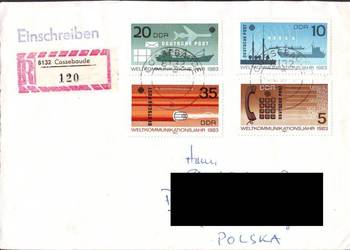 Einschreiben
R
8132 Cossebaude
120
20
DDR
DEUTSCHE POST
WELTKOMMUNIKATIONSJAHR 1983
10
DDR
DEUTSCHE POST
WELTKOMMUNIKATIONSJAHR 1983
35
DDR
DEUTSCHE POST
WELTKOMMUNIKATIONSJAHR 1983
DDR
5
DEUTSCHE POST
WELTKOMMUNIKATIONSJAHR 1983
POLSKA